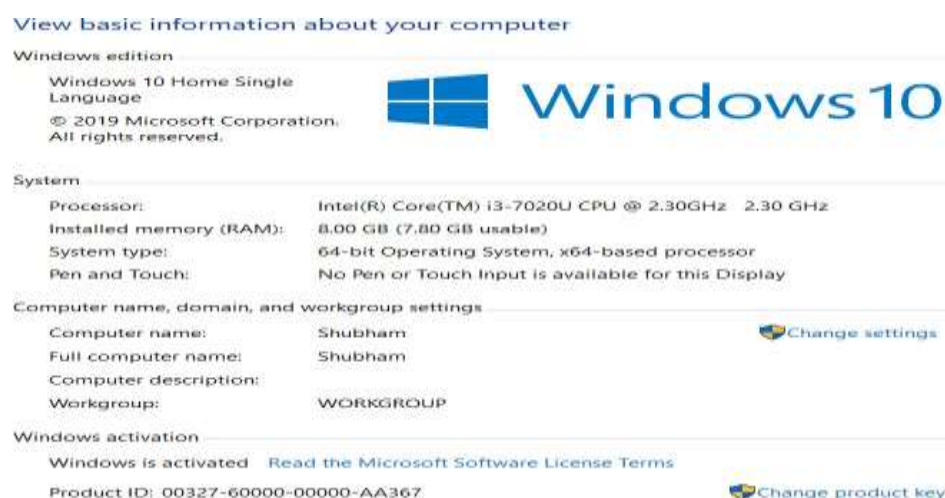 View basic information about your computer
Windows edition
Windows 10 Home Single
Language
© 2019 Microsoft Corporation.
All rights reserved.
Windows 10
System
Processor: Intel(R) Core(TM) i3-7020U CPU @ 2.30GHz 2.30 GHz
Installed memory (RAM): 8.00 GB (7.80 GB usable)
System type: 64-bit Operating System, x64-based processor
Pen and Touch: No Pen or Touch Input is available for this Display
Computer name, domain, and workgroup settings
Computer name: Shubham Change settings
Full computer name: Shubham
Computer description:
Workgroup: WORKGROUP
Windows activation
Windows is activated Read the Microsoft Software License Terms
Product ID: 00327-60000-00000-AA367 Change product key